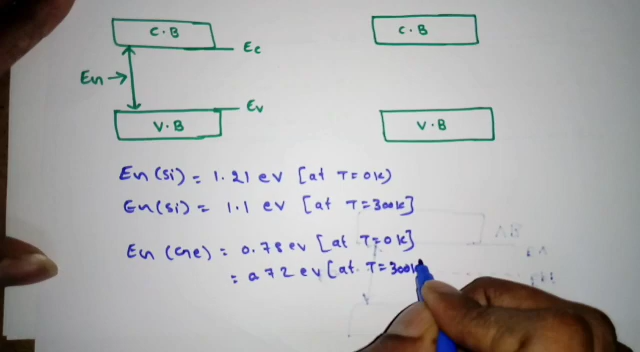 C.B
Ec
En →
Ev
V.B
C.B
V.B
En (Si) = 1.21 ev [at T=0k)
En (Si) = 1.1 ev [at T=300k]
En (Ge) = 0.78 ev [at T=0k]
= 0.72 ev [at T=300k